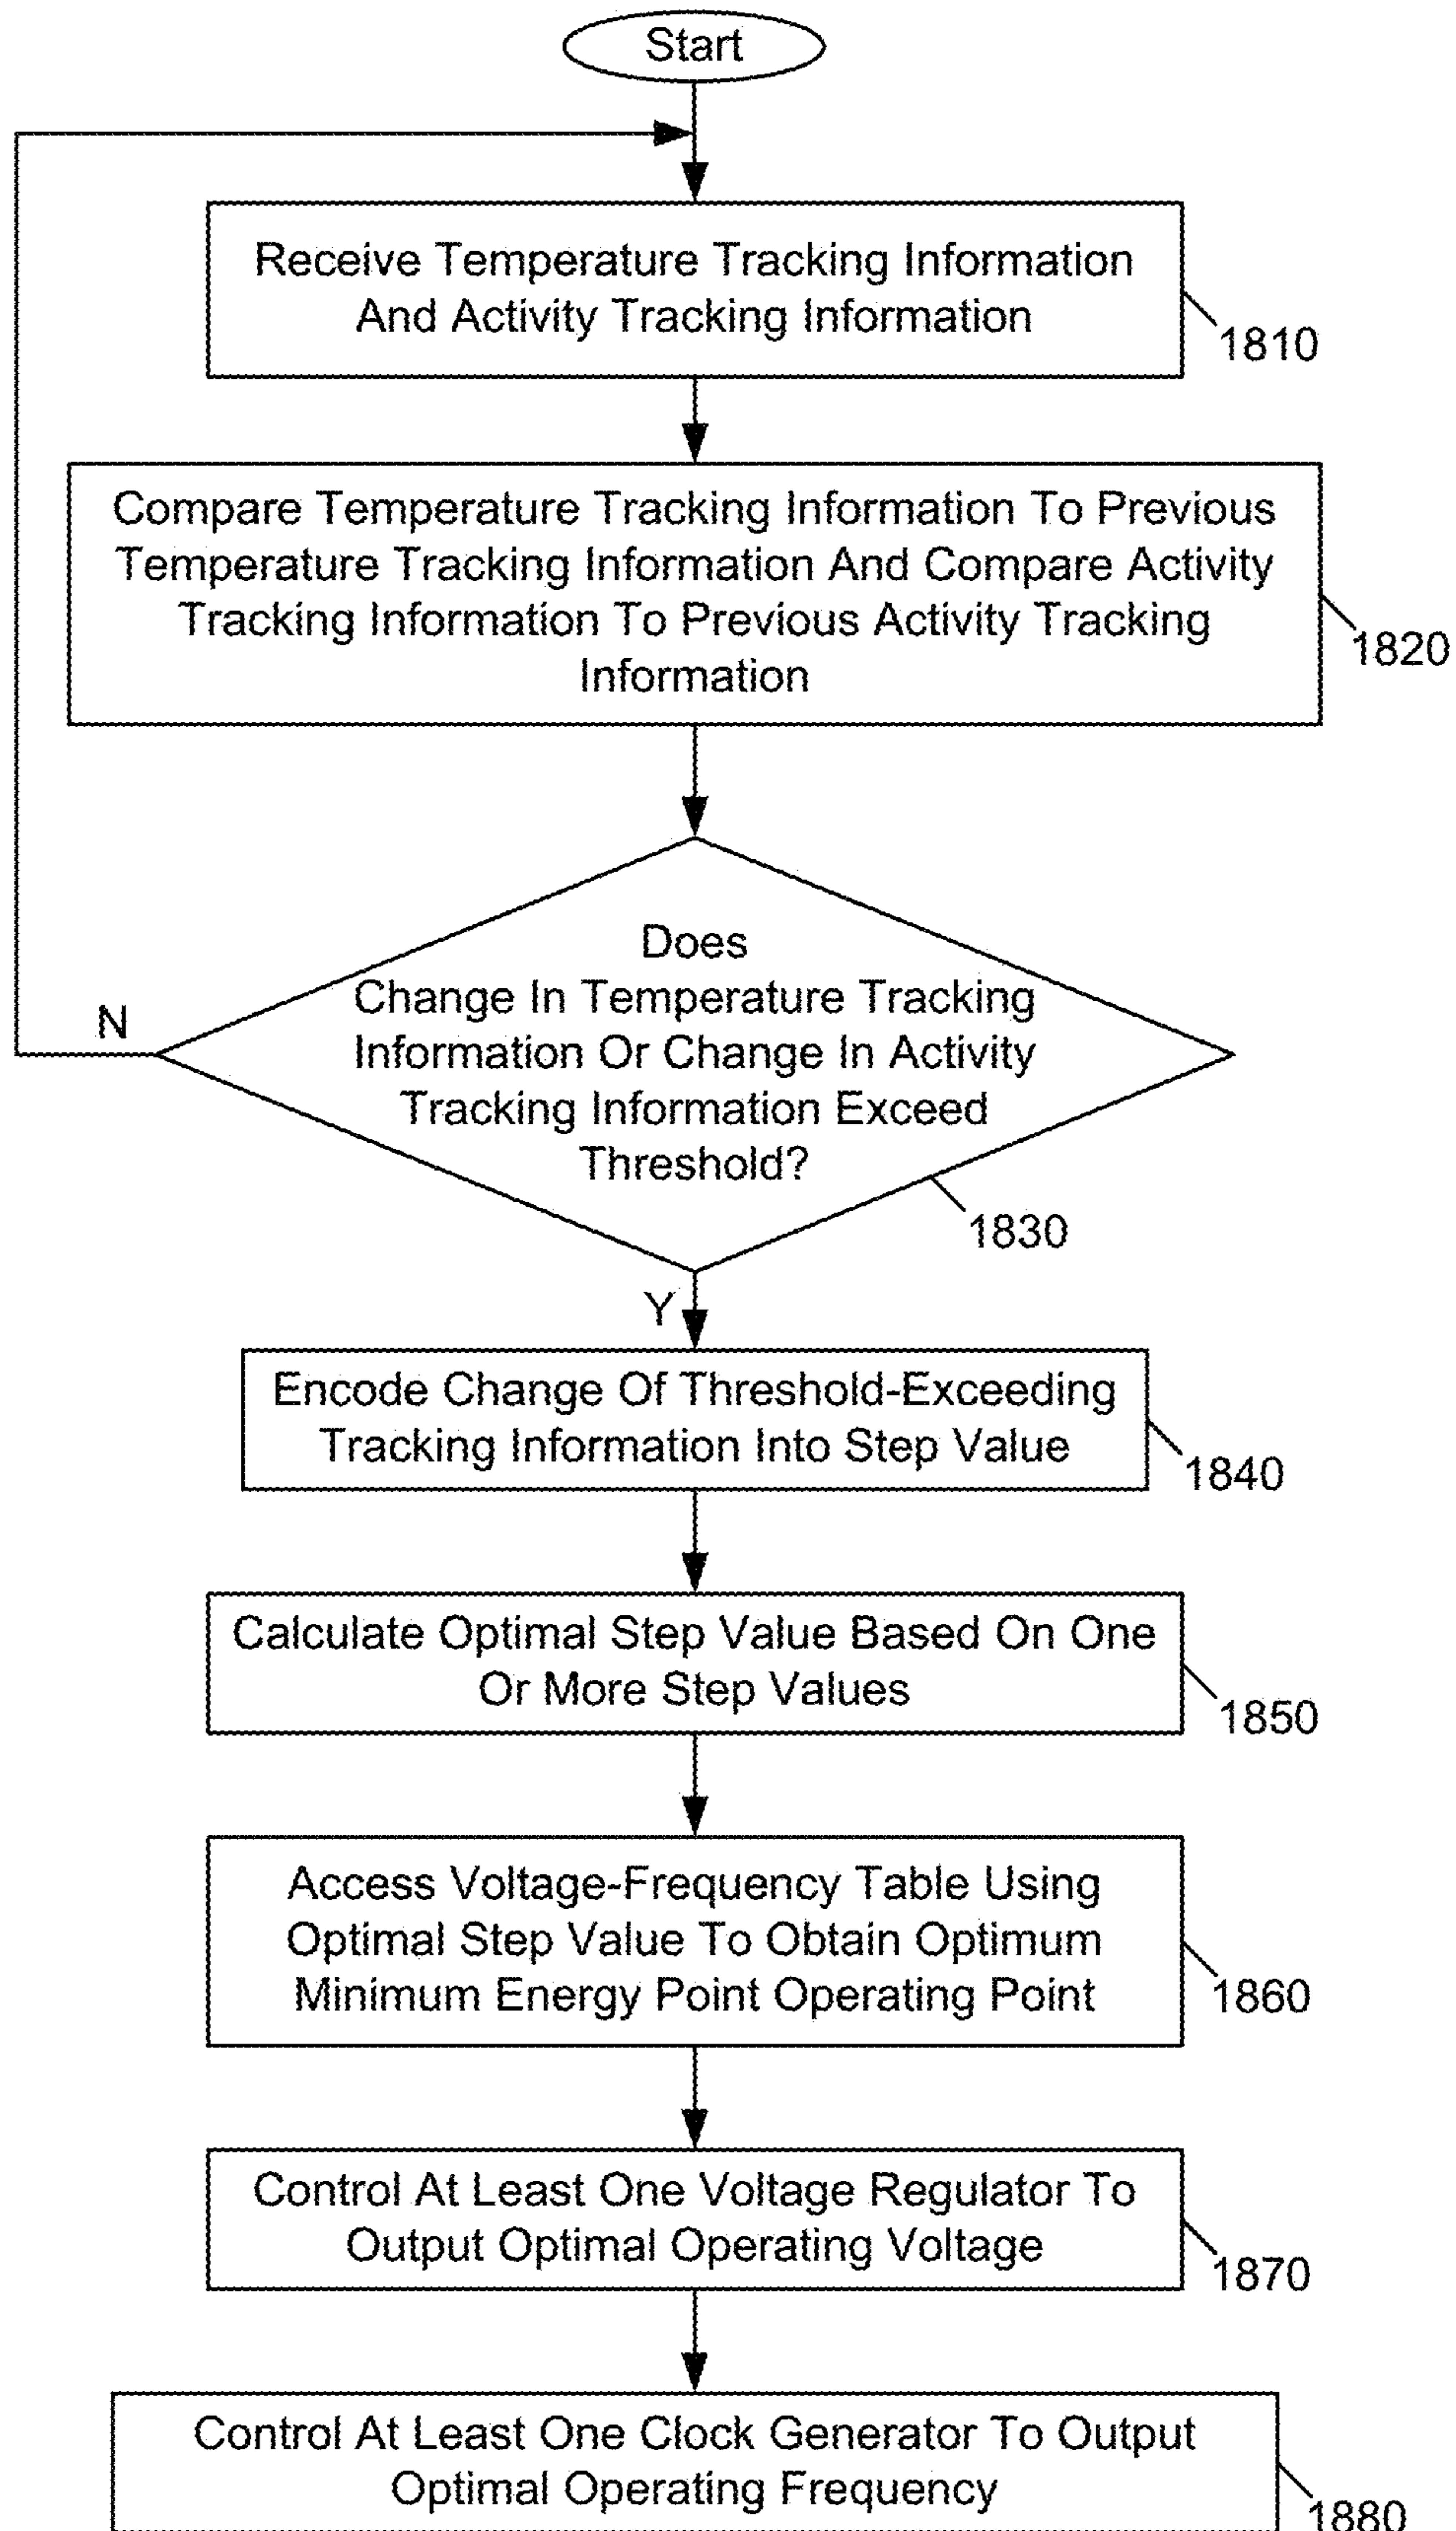 Start
Receive Temperature Tracking Information
And Activity Tracking Information
1810
Compare Temperature Tracking Information To Previous
Temperature Tracking Information And Compare Activity
Tracking Information To Previous Activity Tracking
Information
1820
Does
Change In Temperature Tracking
Information Or Change In Activity
Tracking Information Exceed
Threshold?
N
1830
Y
Encode Change Of Threshold-Exceeding
Tracking Information Into Step Value
1840
Calculate Optimal Step Value Based On One
Or More Step Values
1850
Access Voltage-Frequency Table Using
Optimal Step Value To Obtain Optimum
Minimum Energy Point Operating Point
1860
Control At Least One Voltage Regulator To
Output Optimal Operating Voltage
1870
Control At Least One Clock Generator To Output
Optimal Operating Frequency
1880